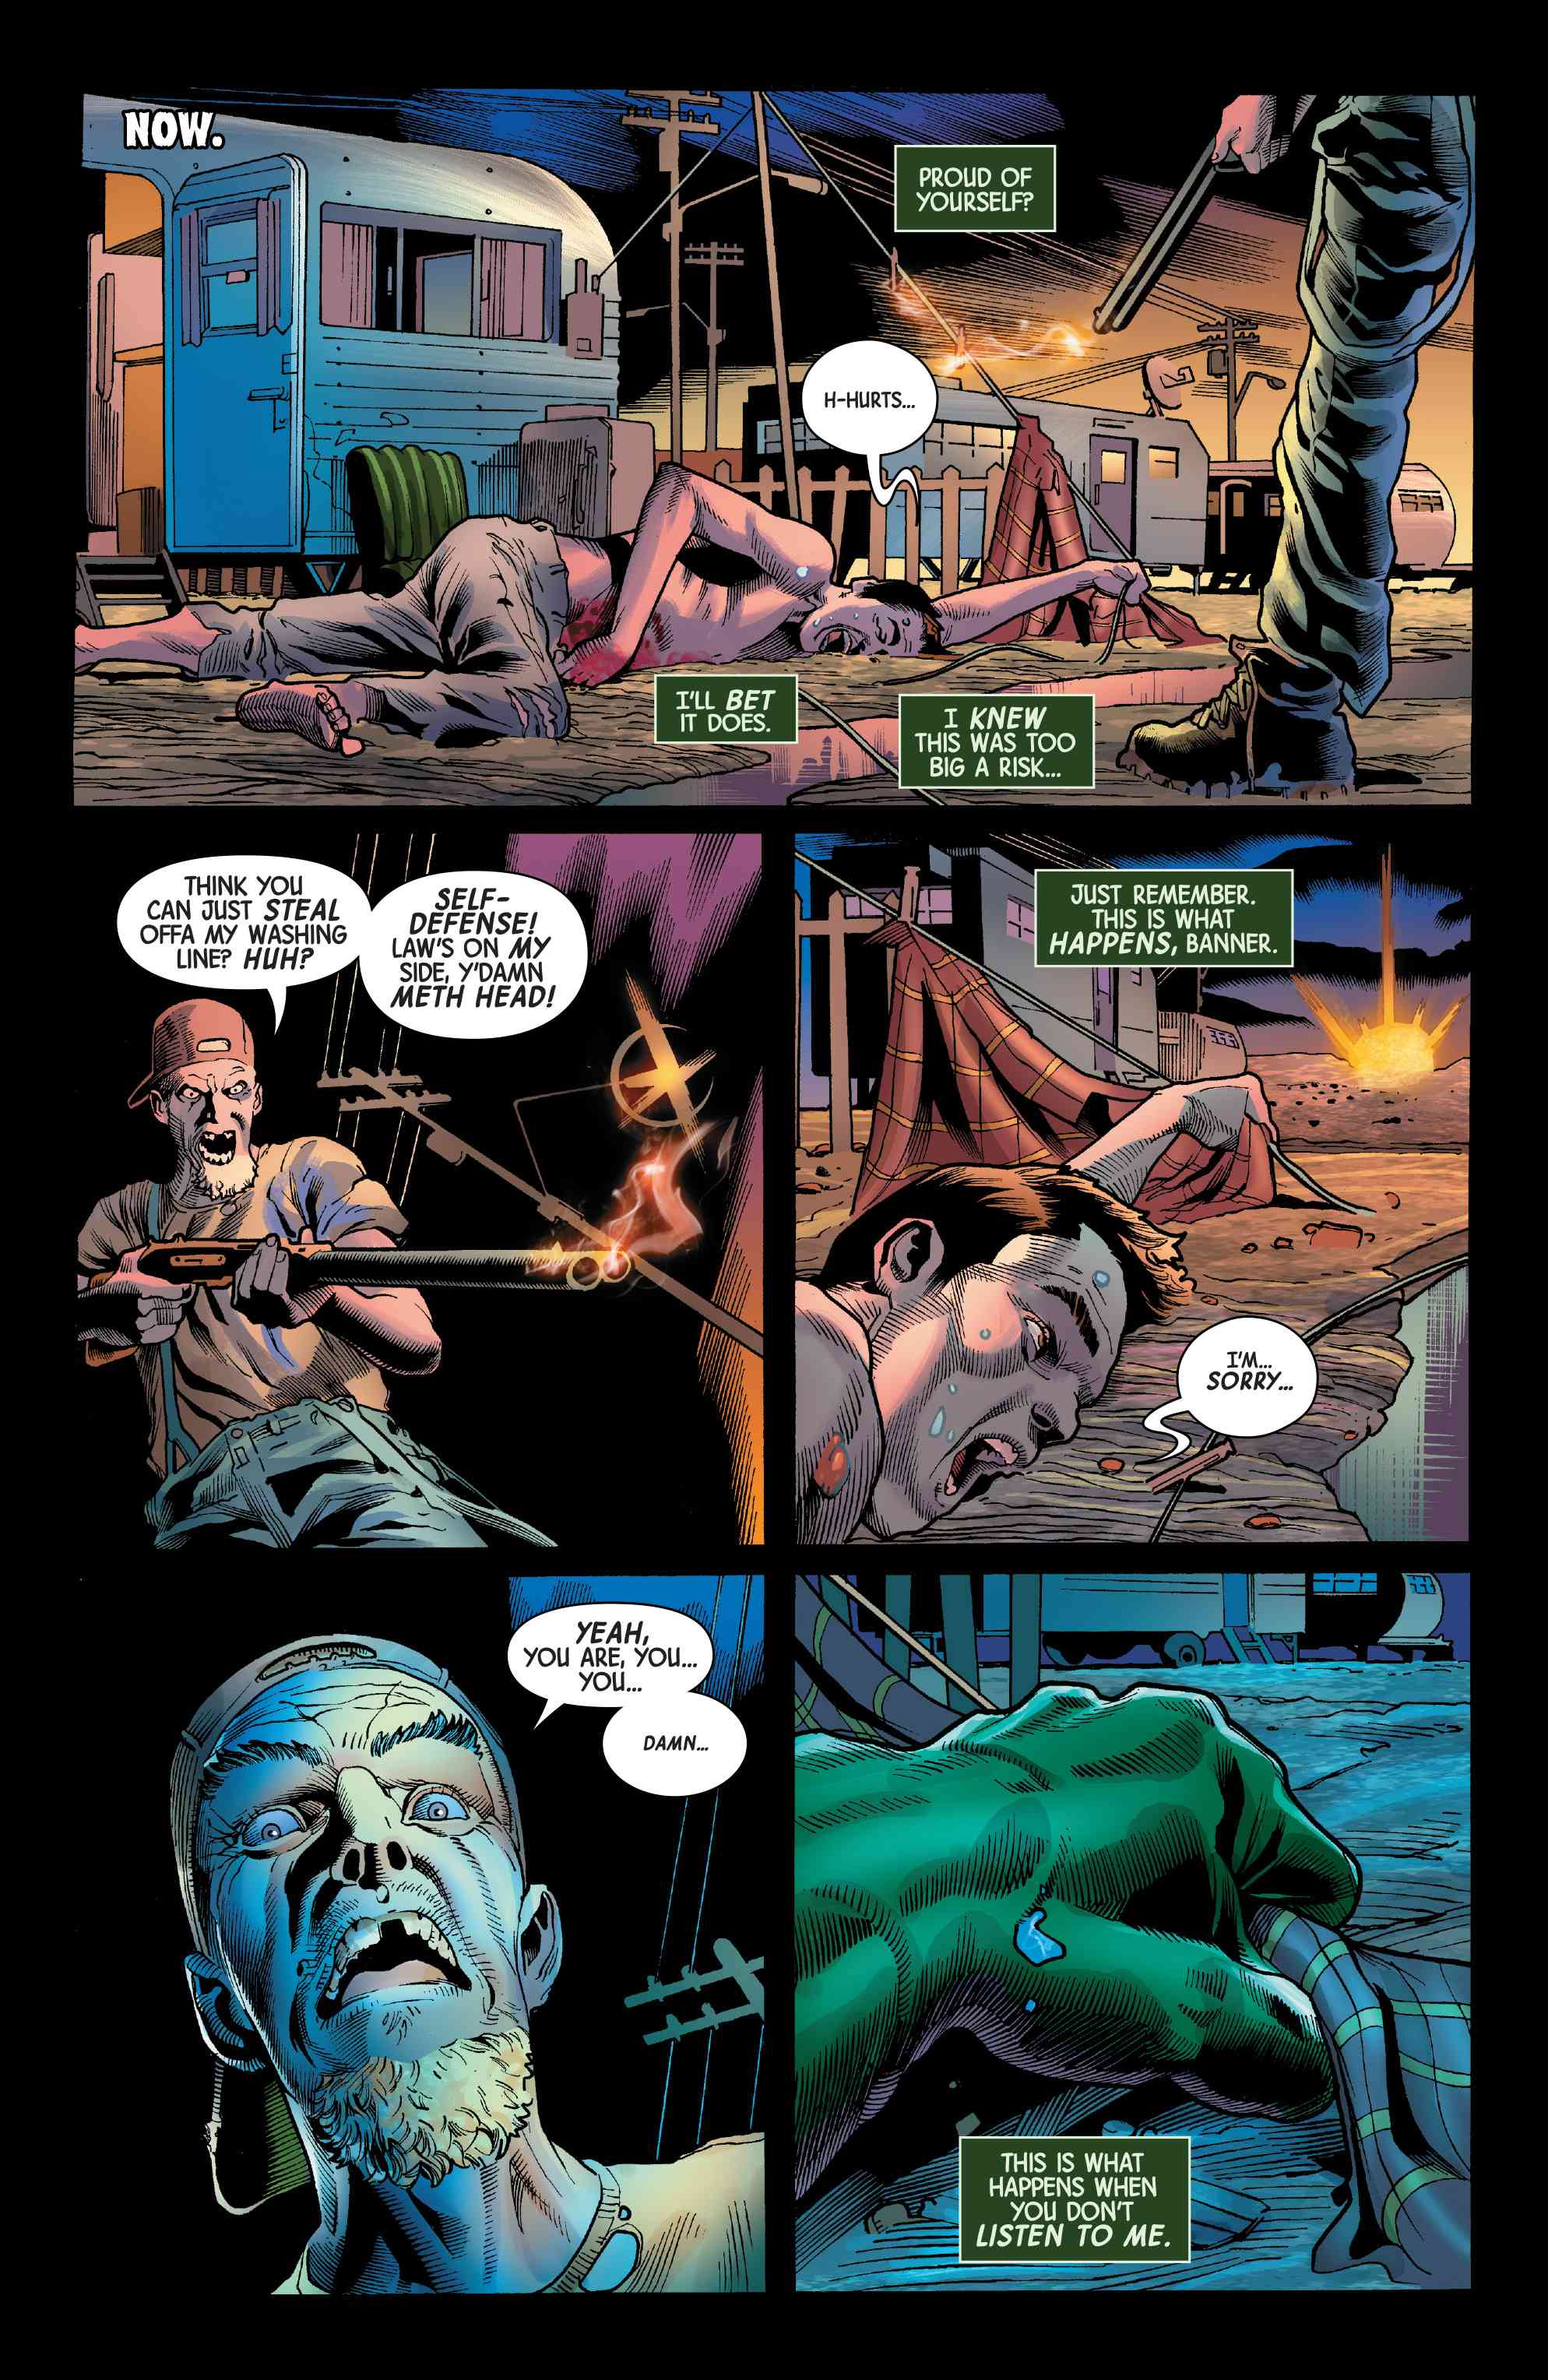 NOW.
PROUD OF
YOURSELF?
H-HURTS...
I'LL BET
IT DOES.
I KNEW
THIS WAS TOO
BIG A RISK...
THINK YOU
CAN JUST STEAL
OFFA MY WASHING
LINE? HUH?
SELF-
DEFENSE!
LAW'S ON MY
SIDE, Y'DAMN
METH HEAD!
JUST REMEMBER.
THIS IS WHAT
HAPPENS, BANNER.
I'M...
SORRY...
YEAH,
YOU ARE, YOU...
YOU...
DAMN...
THIS IS WHAT
HAPPENS WHEN
YOU DON'T
LISTEN TO ME.